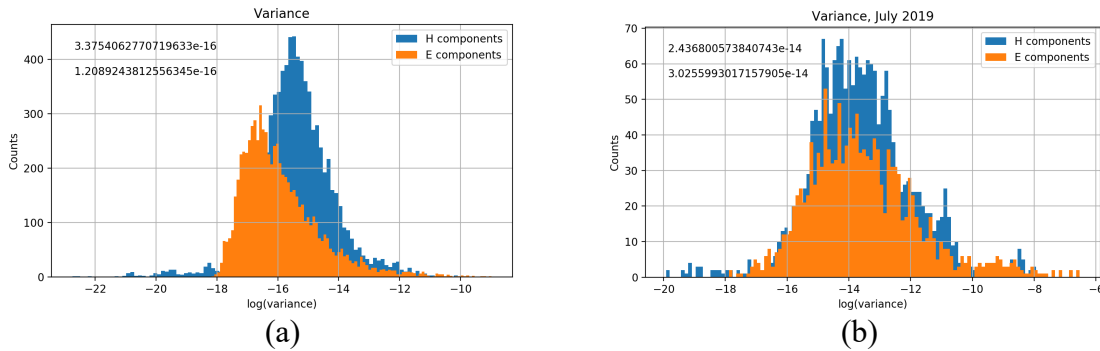 Variance
3.3754062770719633e-16
1.2089243812556345e-16
H components
E components
Counts
400
300
200
100
0
−22 −20 −18 −16 −14 −12 −10
log(variance)
(a)
Variance, July 2019
2.436800573840743e-14
3.0255993017157905e-14
H components
E components
Counts
70
60
50
40
30
20
10
0
−20 −18 −16 −14 −12 −10 −8 −6
log(variance)
(b)